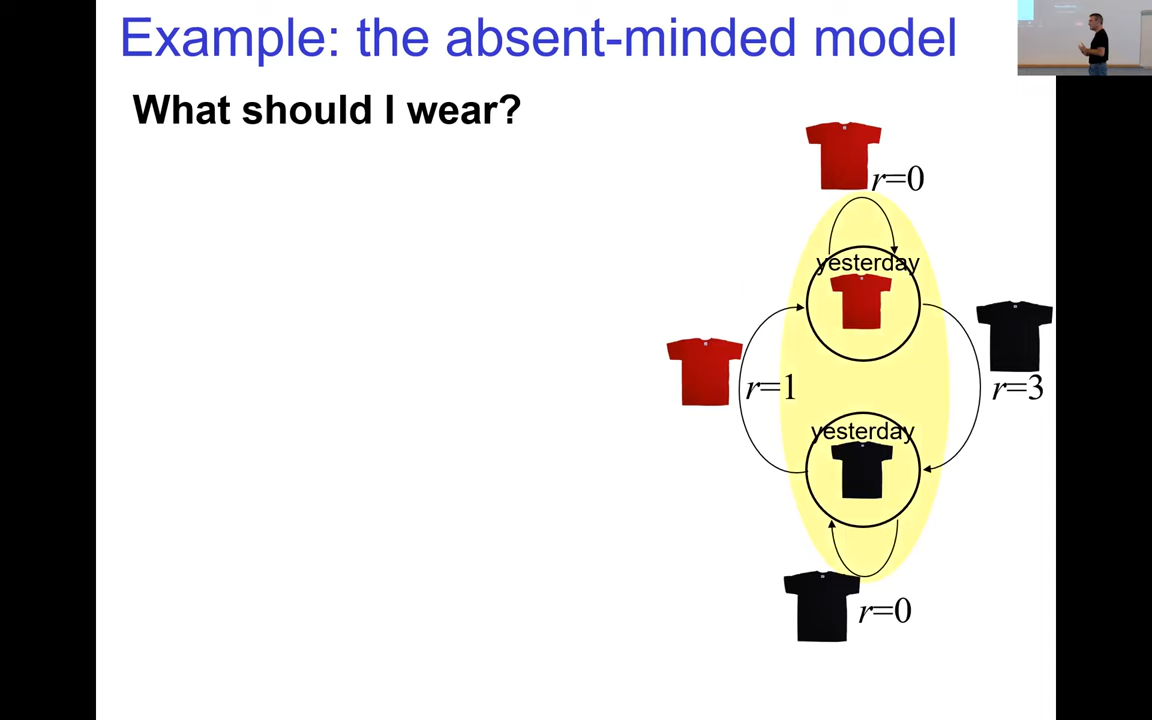 Example: the absent-minded model
What should I wear?
r=0
yesterday
r=1
r=3
yesterday
r=0